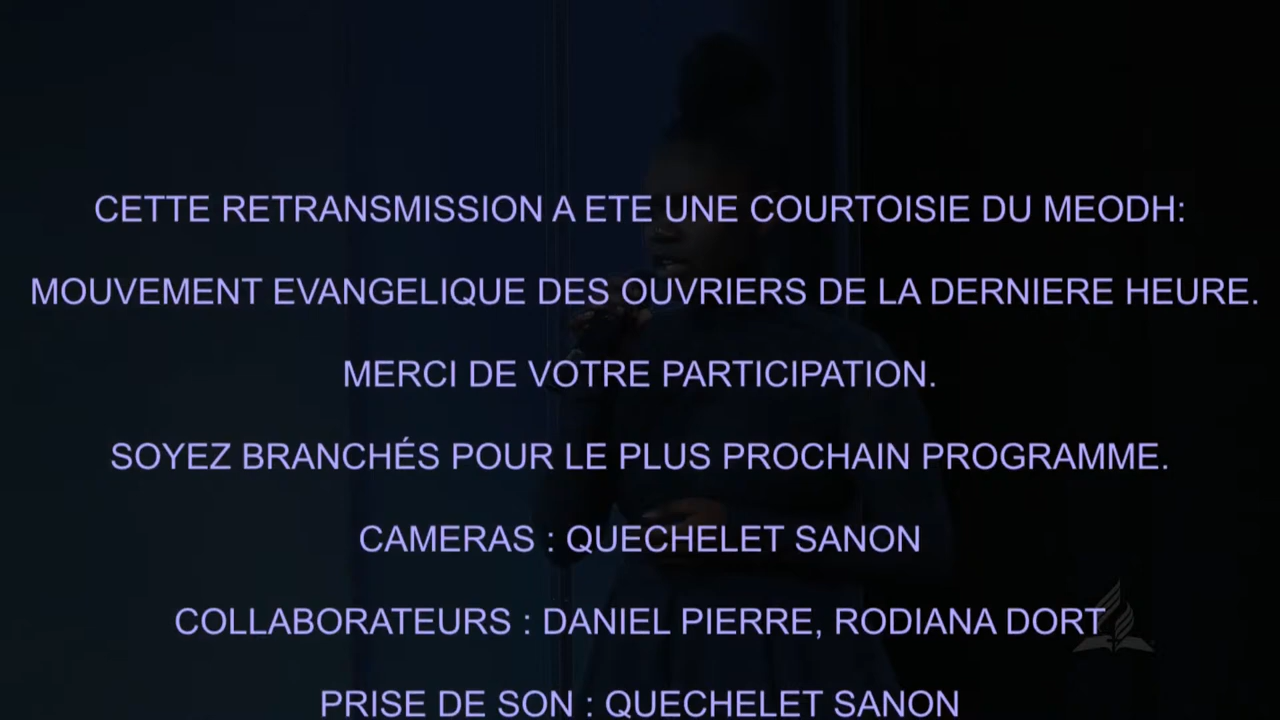 CETTE RETRANSMISSION A ETE UNE COURTOISIE DU MEODH:
MOUVEMENT EVANGELIQUE DES OUVRIERS DE LA DERNIERE HEURE.
MERCI DE VOTRE PARTICIPATION.
SOYEZ BRANCHÉS POUR LE PLUS PROCHAIN PROGRAMME.
CAMERAS : QUECHELET SANON
COLLABORATEURS : DANIEL PIERRE, RODIANA DORT
PRISE DE SON : QUECHELET SANON